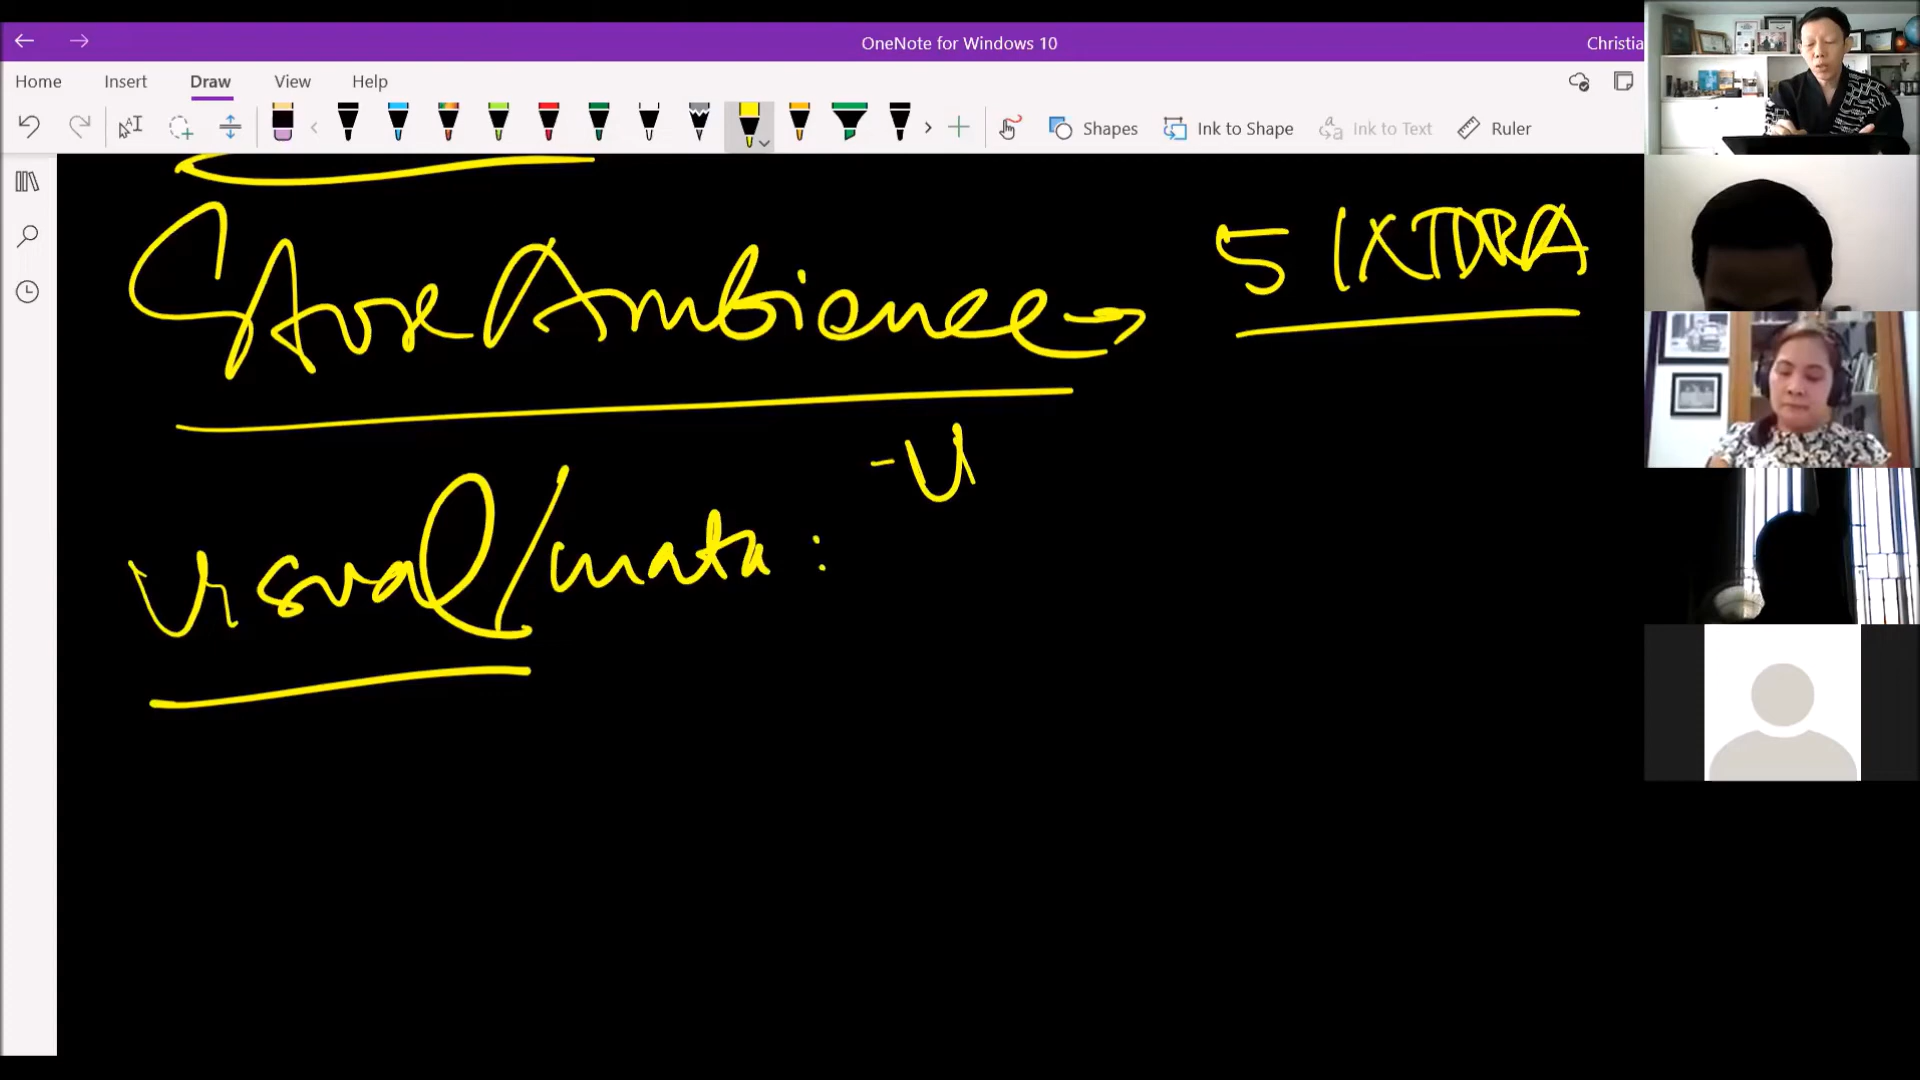 OneNote for Windows 10
Christia
Home Insert Draw View Help
Shapes Ink to Shape Ink to Text Ruler
Store Ambience → 5 INDRA
- U
Visual/mata :